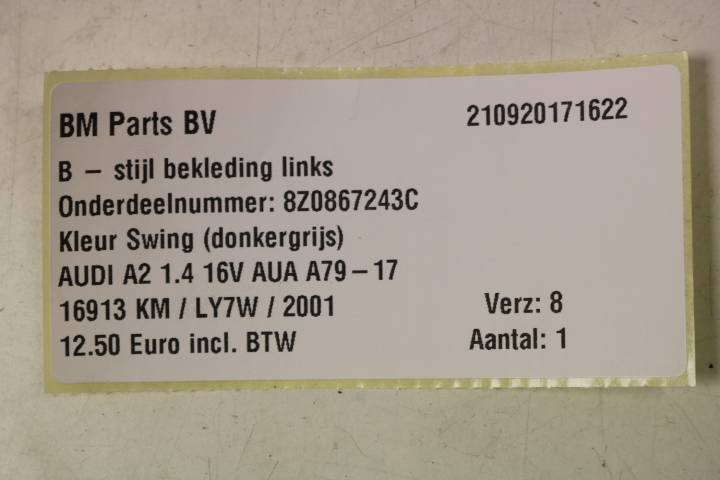 BM Parts BV 210920171622
B – stijl bekleding links
Onderdeelnummer: 8Z0867243C
Kleur Swing (donkergrijs)
AUDI A2 1.4 16V AUA A79–17
16913 KM / LY7W / 2001 Verz: 8
12.50 Euro incl. BTW Aantal: 1